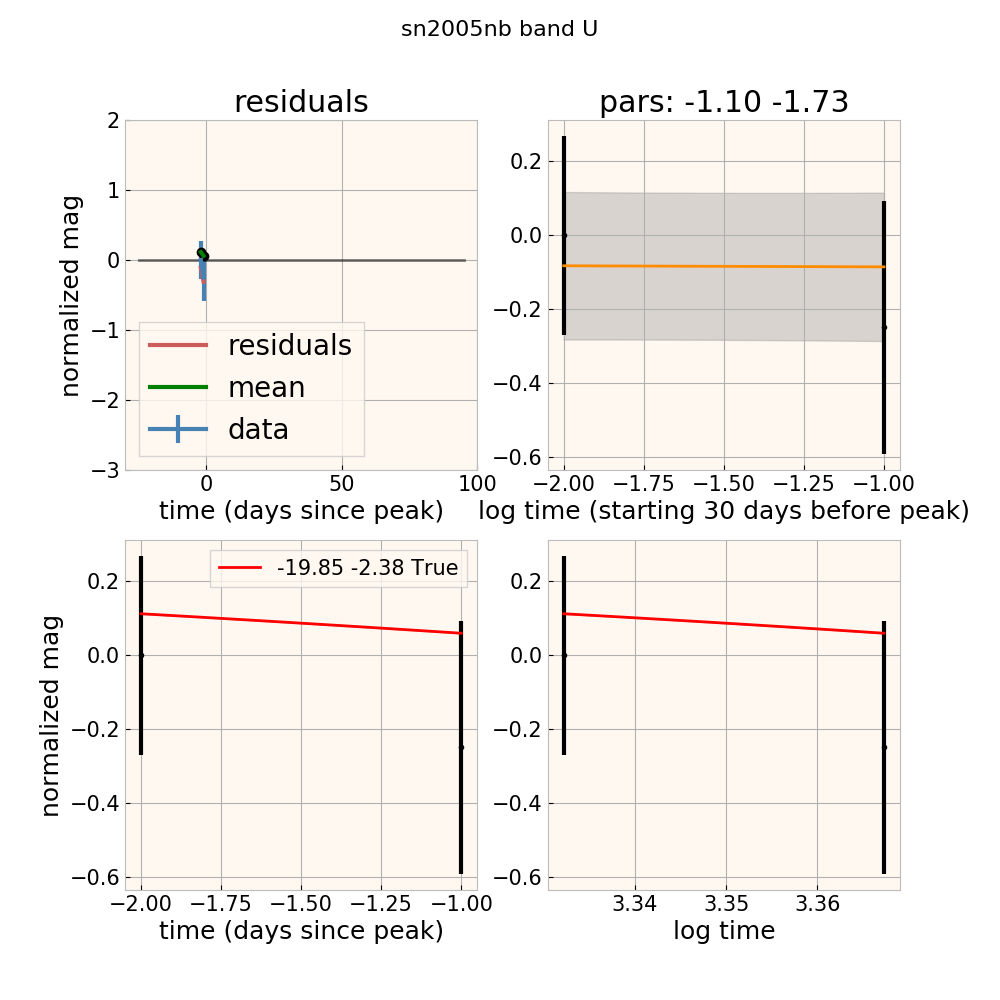 sn2005nb band U
residuals
pars: -1.10 -1.73
normalized mag
2
1
0
−1
−2
−3
residuals
mean
data
0
50
100
time (days since peak)
0.2
0.0
−0.2
−0.4
−0.6
−2.00
−1.75
−1.50
−1.25
−1.00
log time (starting 30 days before peak)
normalized mag
0.2
0.0
−0.2
−0.4
−0.6
-19.85 -2.38 True
−2.00
−1.75
−1.50
−1.25
−1.00
time (days since peak)
0.2
0.0
−0.2
−0.4
−0.6
3.34
3.35
3.36
log time